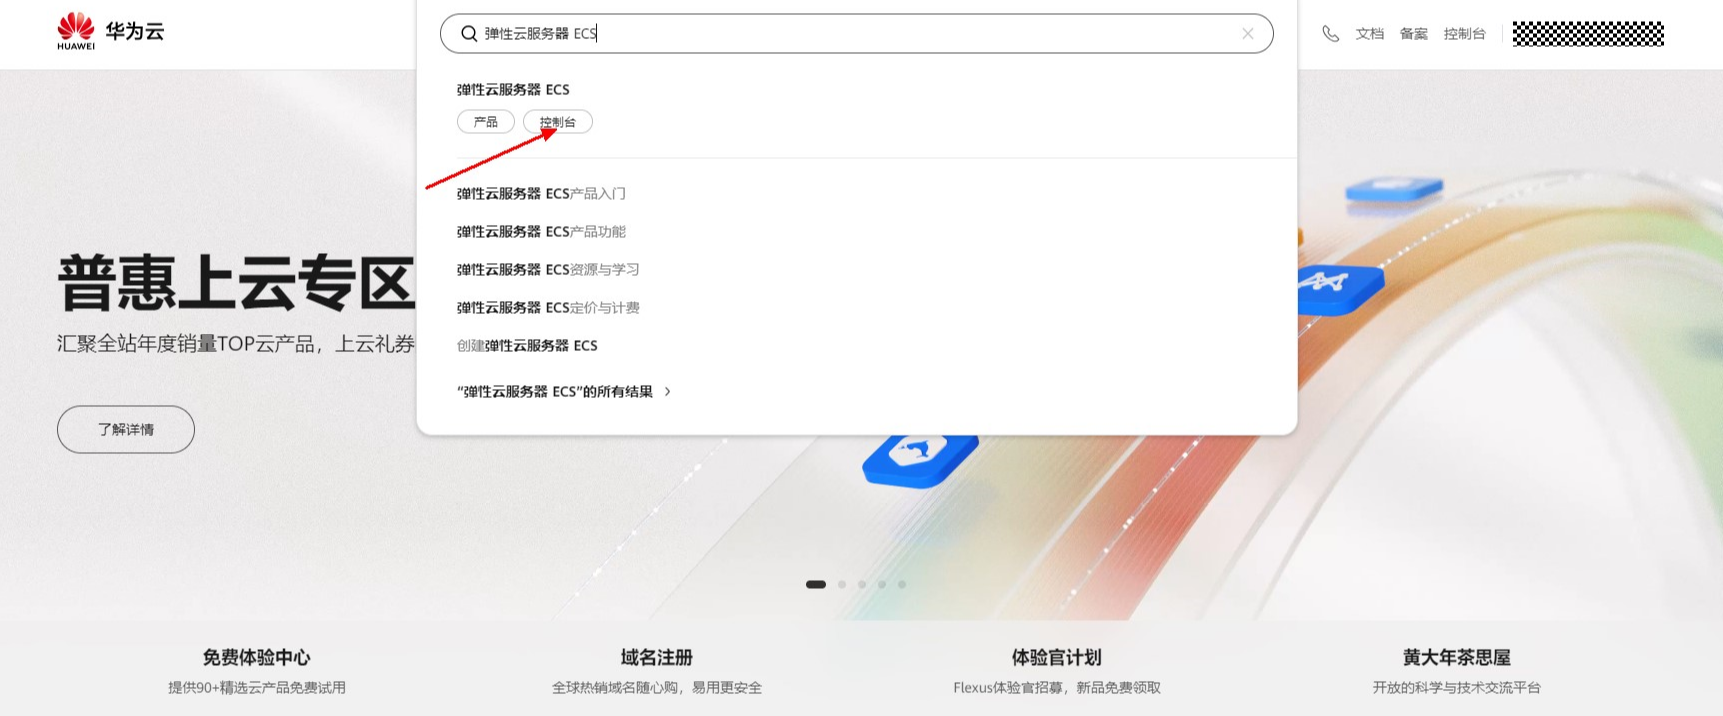 HUAWEI
华为云
弹性云服务器 ECS
文档
备案
控制台
弹性云服务器 ECS
产品
控制台
弹性云服务器 ECS产品入门
弹性云服务器 ECS产品功能
弹性云服务器 ECS资源与学习
弹性云服务器 ECS定价与计费
创建弹性云服务器 ECS
“弹性云服务器 ECS”的所有结果
普惠上云专区
汇聚全站年度销量TOP云产品，上云礼券
了解详情
免费体验中心
提供90+精选云产品免费试用
域名注册
全球热销域名随心购，易用更安全
体验官计划
Flexus体验官招募，新品免费领取
黄大年茶思屋
开放的科学与技术交流平台